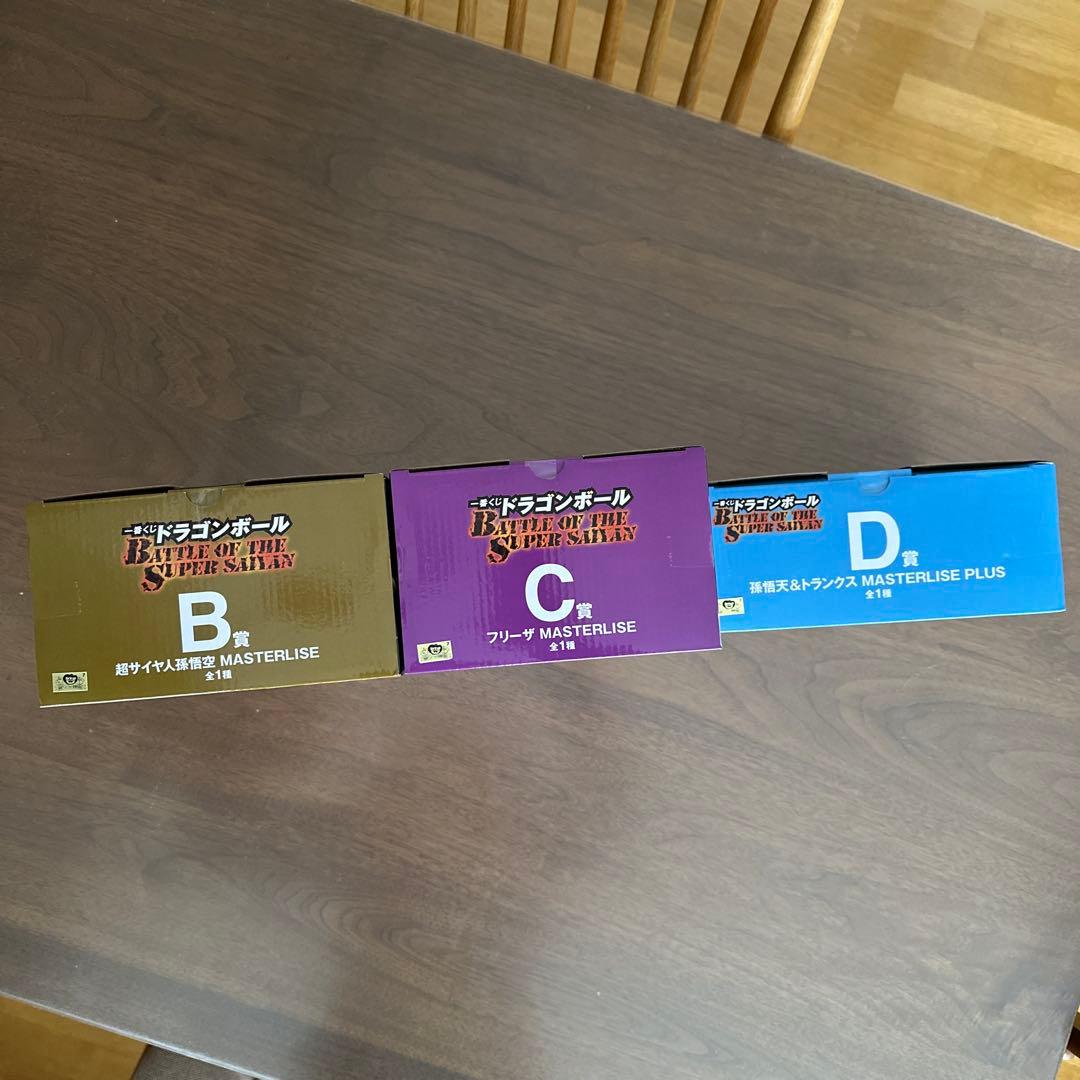 一番くじ ドラゴンボール
BATTLE OF THE
SUPER SAIYAN
B賞
超サイヤ人孫悟空 MASTERLISE
全1種
一番くじ ドラゴンボール
BATTLE OF THE
SUPER SAIYAN
C賞
フリーザ MASTERLISE
全1種
一番くじ ドラゴンボール
BATTLE OF THE
SUPER SAIYAN
D賞
孫悟天&トランクス MASTERLISE PLUS
全1種